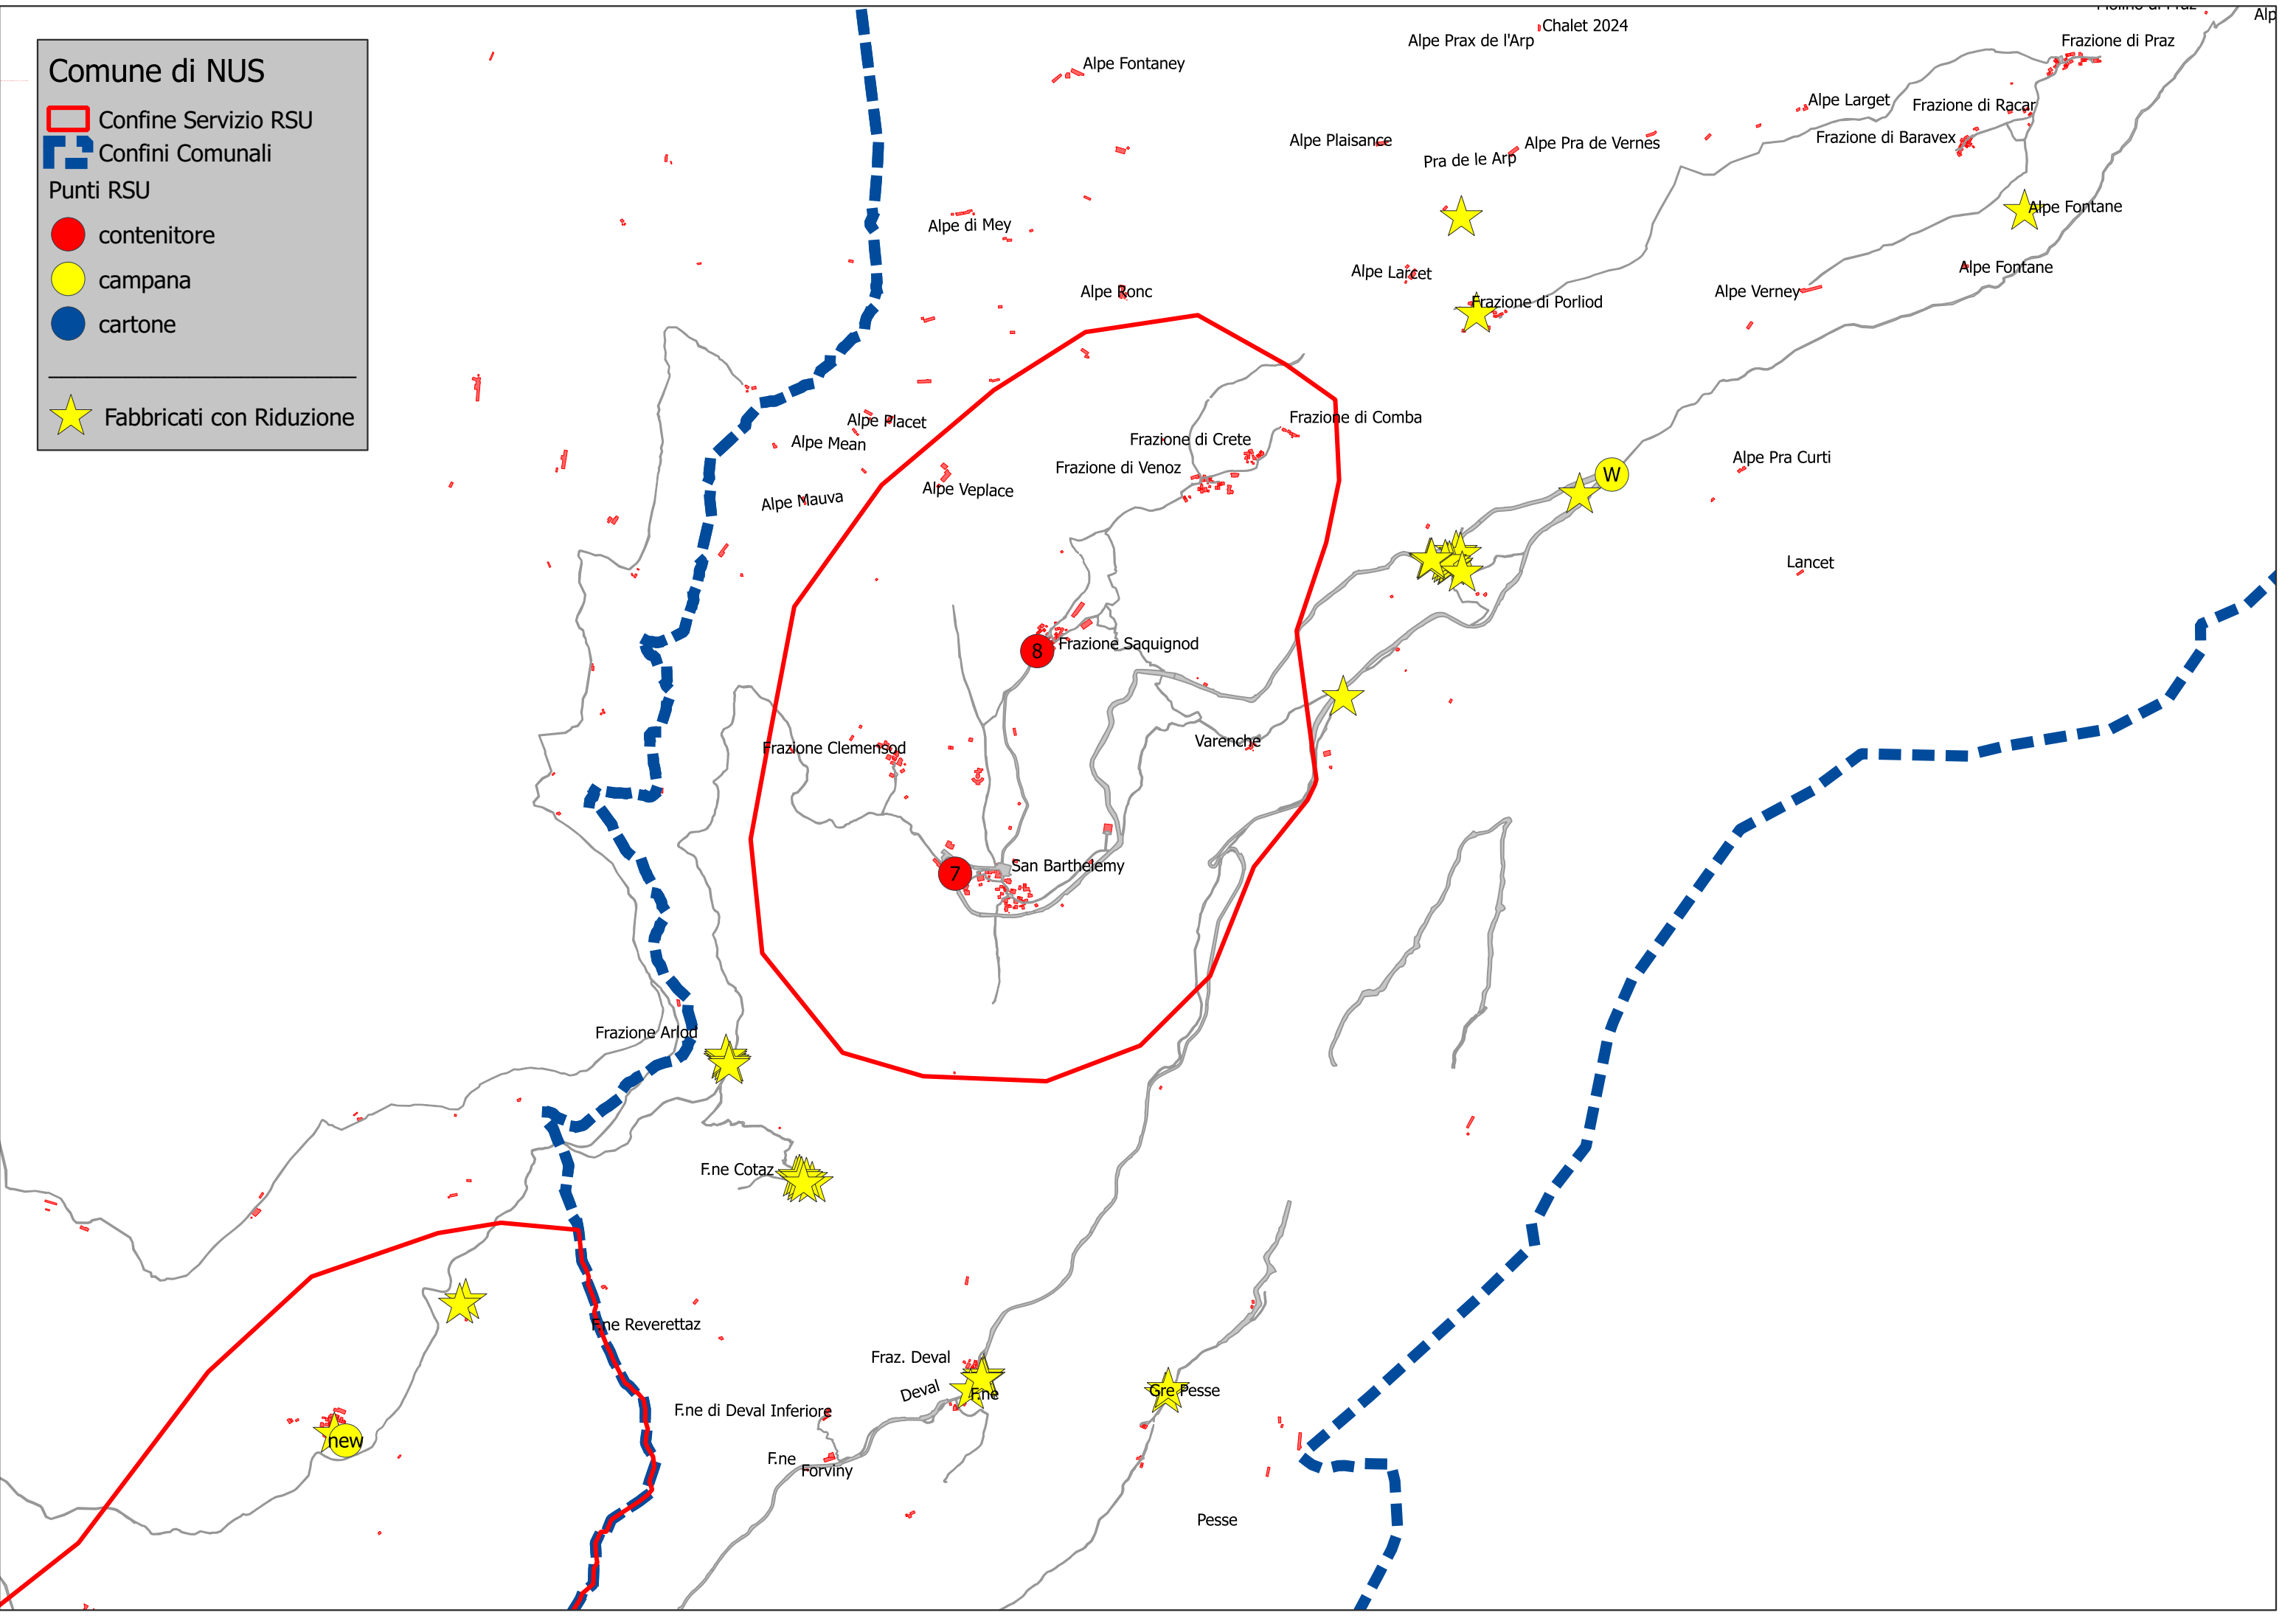 Comune di NUS
Confine Servizio RSU
Confini Comunali
Punti RSU
contenitore
campana
cartone
Fabbricati con Riduzione
Alp
Chalet 2024
Alpe Prax de l'Arp
Frazione di Praz
Alpe Fontaney
Alpe Larget
Frazione di Racar
Alpe Plaisance
Alpe Pra de Vernes
Frazione di Baravex
Pra de le Arp
Alpe Fontane
Alpe di Mey
Alpe Larcet
Alpe Fontane
Alpe Ronc
Frazione di Porliod
Alpe Verney
Alpe Placet
Frazione di Comba
Alpe Mean
Frazione di Crete
Frazione di Venoz
Alpe Pra Curti
W
Alpe Mauva
Alpe Veplace
Lancet
8
Frazione Saquignod
Frazione Clemensod
Varenche
7
San Barthelemy
Frazione Arlod
F.ne Cotaz
F.ne Reverettaz
Fraz. Deval
Deval
F.ne
Gre Pesse
F.ne di Deval Inferiore
new
F.ne
Forviny
Pesse